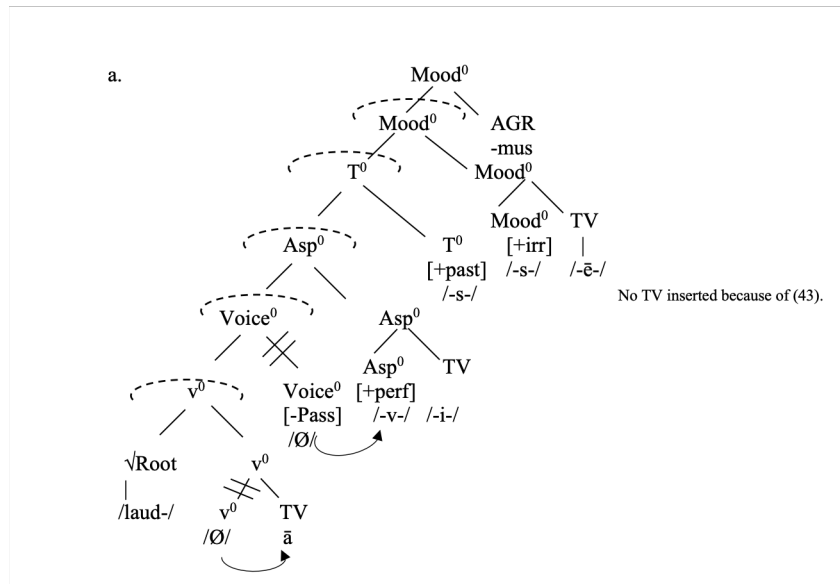 a.
Mood⁰
Mood⁰ AGR
-mus
T⁰ Mood⁰
Mood⁰ TV
Asp⁰ T⁰ [+irr]
[+past] /-s-/ /-ē-/
/-s-/
No TV inserted because of (43).
Voice⁰ Asp⁰
Asp⁰ TV
v⁰ Voice⁰ [+perf]
[-Pass] /-v-/ /-i-/
/Ø/
√Root v⁰
/laud-/ v⁰ TV
/Ø/ ā